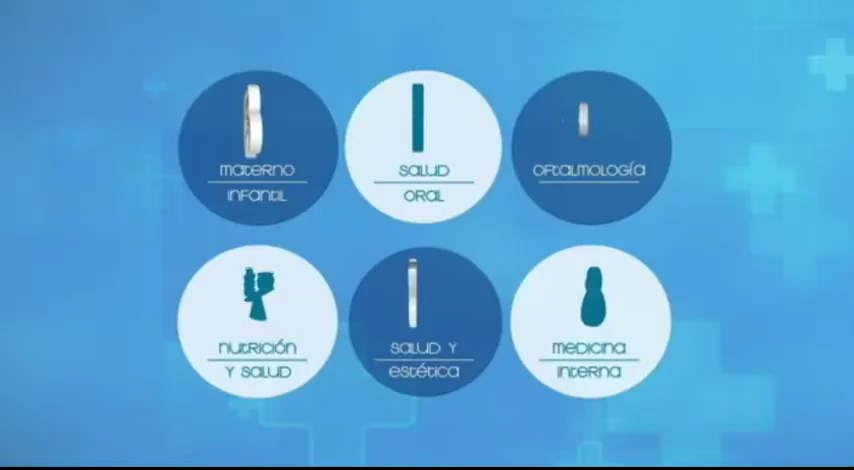 materno
infantil
salud
oral
oftalmología
nutrición
y salud
salud y
estética
medicina
interna